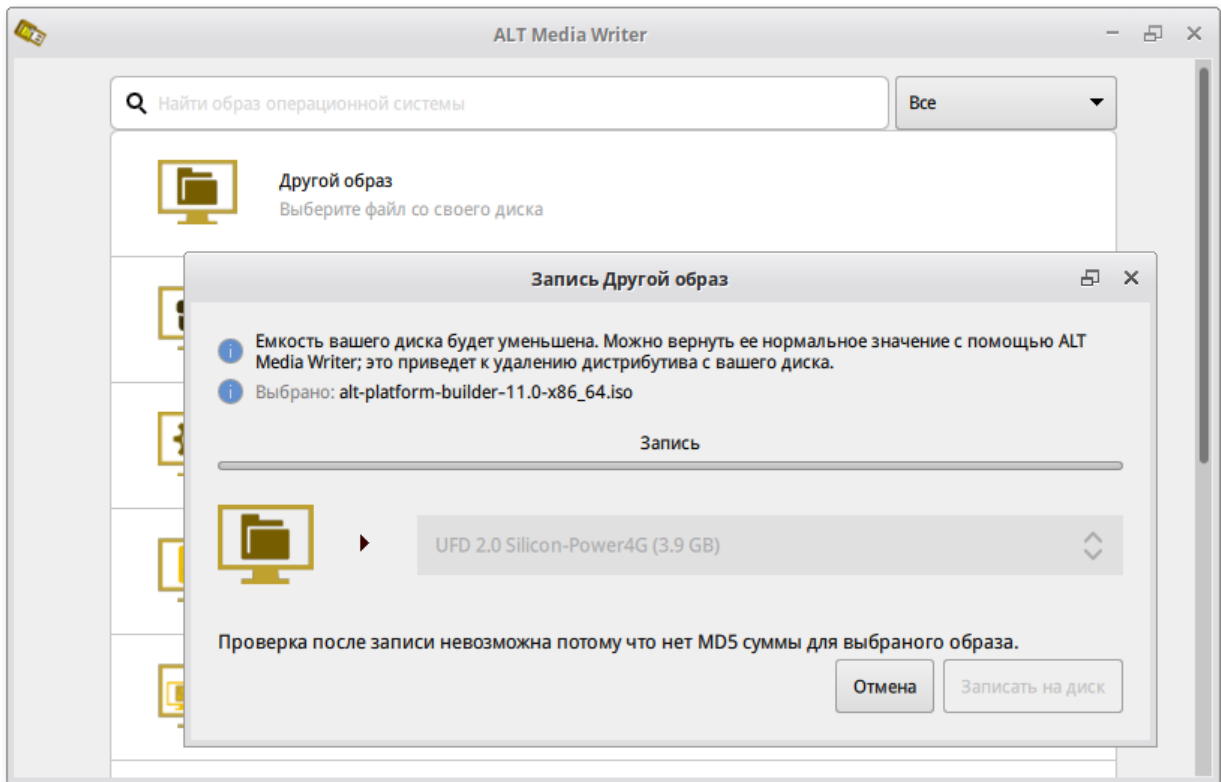 ALT Media Writer
Найти образ операционной системы
Все
Другой образ
Выберите файл со своего диска
Запись Другой образ
Емкость вашего диска будет уменьшена. Можно вернуть ее нормальное значение с помощью ALT
Media Writer; это приведет к удалению дистрибутива с вашего диска.
Выбрано: alt-platform-builder-11.0-x86_64.iso
Запись
UFD 2.0 Silicon-Power4G (3.9 GB)
Проверка после записи невозможна потому что нет MD5 суммы для выбраного образа.
Отмена
Записать на диск